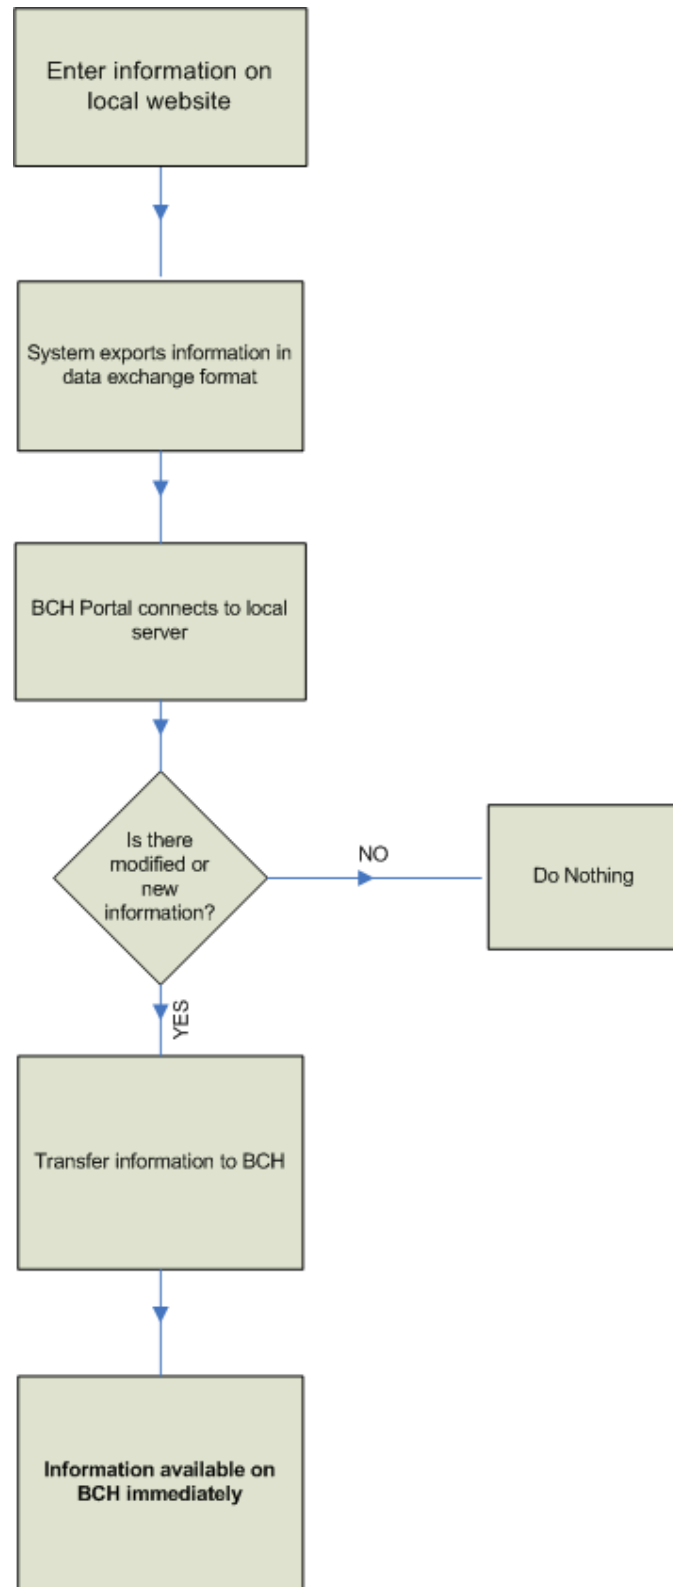 Enter information on
local website
System exports information in
data exchange format
BCH Portal connects to local
server
Is there
modified or
new
information?
NO
Do Nothing
YES
Transfer information to BCH
Information available on
BCH immediately